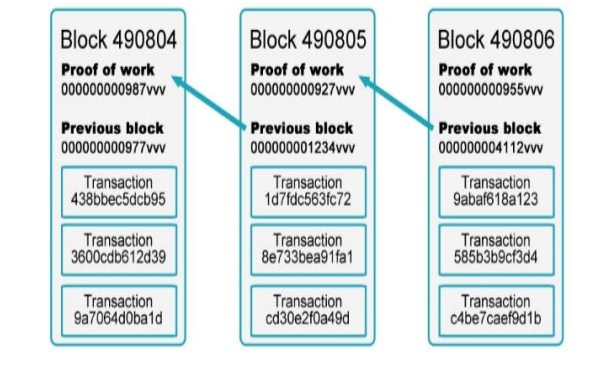 Block 490804
Proof of work
000000000987vvv
Previous block
000000000977vvv
Transaction
438bbec5dcb95
Transaction
3600cdb612d39
Transaction
9a7064d0ba1d
Block 490805
Proof of work
000000000927vvv
Previous block
000000001234vvv
Transaction
1d7fdc563fc72
Transaction
8e733bea91fa1
Transaction
cd30e2f0a49d
Block 490806
Proof of work
000000000955vvv
Previous block
000000004112vvv
Transaction
9abaf618a123
Transaction
585b3b9cf3d4
Transaction
c4be7caef9d1b